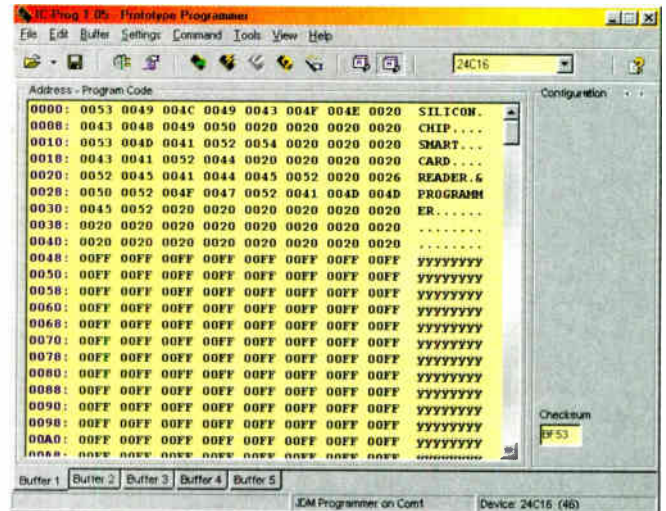 IC-Prog 1.05 - Prototype Programmer
File Edit Buffer Settings Command Tools View Help
24C16
Address - Program Code
Configuration
0000: 0053 0049 004C 0049 0043 004F 004E 0020 SILICON.
0008: 0043 0048 0049 0050 0020 0020 0020 0020 CHIP....
0010: 0053 004D 0041 0052 0054 0020 0020 0020 SMART...
0018: 0043 0041 0052 0044 0020 0020 0020 0020 CARD....
0020: 0052 0045 0041 0044 0045 0052 0020 0026 READER.&
0028: 0050 0052 004F 0047 0052 0041 004D 004D PROGRAMM
0030: 0045 0052 0020 0020 0020 0020 0020 0020 ER......
0038: 0020 0020 0020 0020 0020 0020 0020 0020 ........
0040: 0020 0020 0020 0020 0020 0020 0020 0020 ........
0048: 00FF 00FF 00FF 00FF 00FF 00FF 00FF 00FF yyyyyyyy
0050: 00FF 00FF 00FF 00FF 00FF 00FF 00FF 00FF yyyyyyyy
0058: 00FF 00FF 00FF 00FF 00FF 00FF 00FF 00FF yyyyyyyy
0060: 00FF 00FF 00FF 00FF 00FF 00FF 00FF 00FF yyyyyyyy
0068: 00FF 00FF 00FF 00FF 00FF 00FF 00FF 00FF yyyyyyyy
0070: 00FF 00FF 00FF 00FF 00FF 00FF 00FF 00FF yyyyyyyy
0078: 00FF 00FF 00FF 00FF 00FF 00FF 00FF 00FF yyyyyyyy
0080: 00FF 00FF 00FF 00FF 00FF 00FF 00FF 00FF yyyyyyyy
0088: 00FF 00FF 00FF 00FF 00FF 00FF 00FF 00FF yyyyyyyy
0090: 00FF 00FF 00FF 00FF 00FF 00FF 00FF 00FF yyyyyyyy
0098: 00FF 00FF 00FF 00FF 00FF 00FF 00FF 00FF yyyyyyyy
00A0: 00FF 00FF 00FF 00FF 00FF 00FF 00FF 00FF yyyyyyyy
Checksum
BF53
Buffer 1 Buffer 2 Buffer 3 Buffer 4 Buffer 5
JDM Programmer on Com1 Device: 24C16 (46)